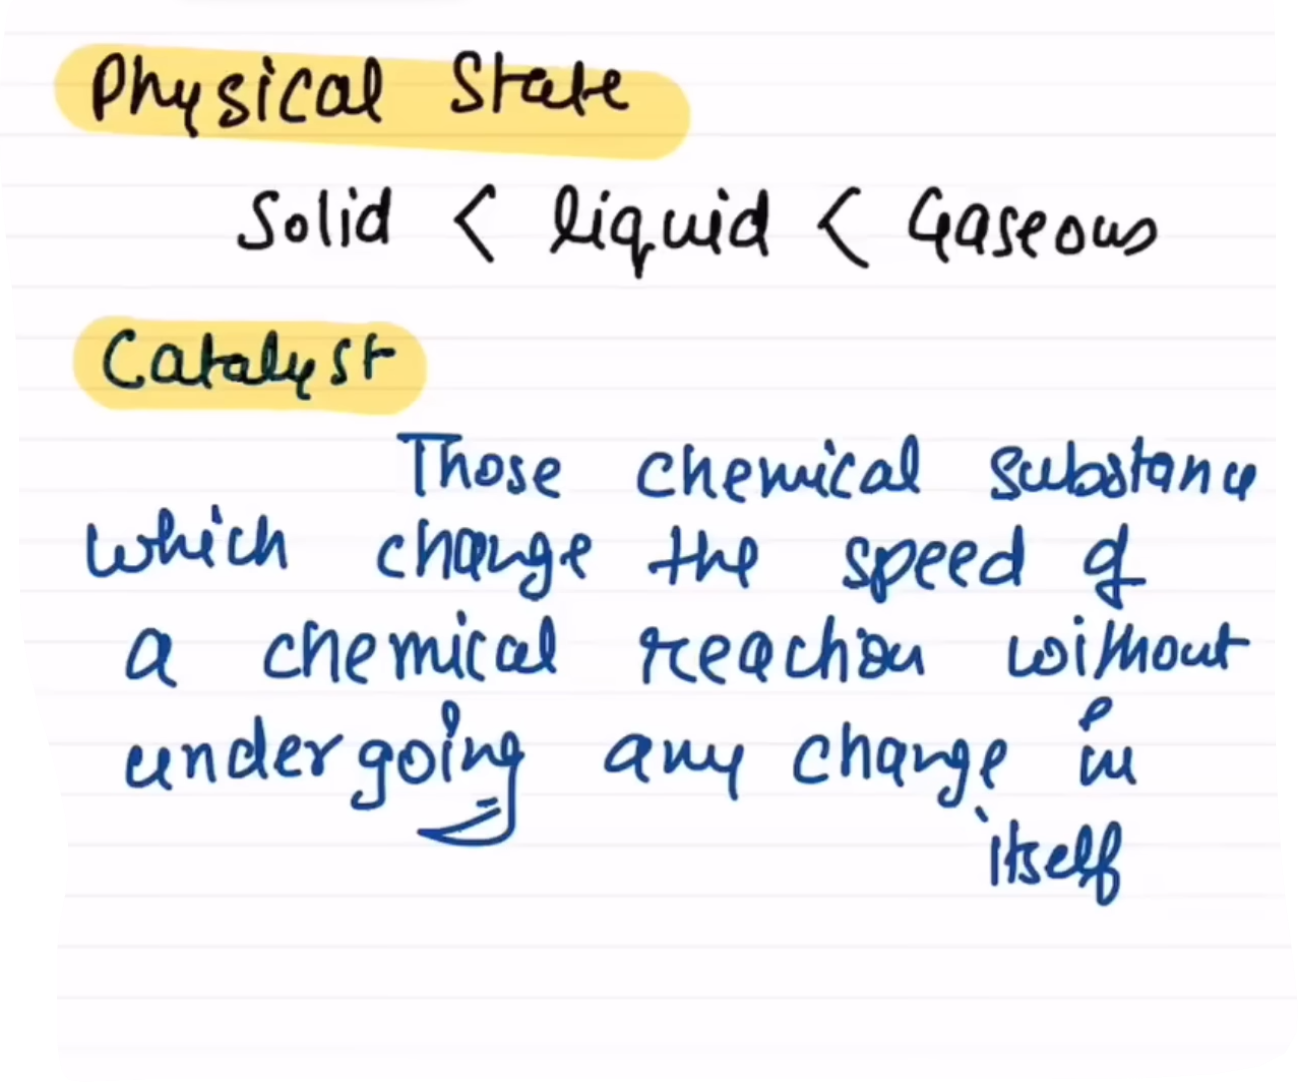 Physical State
Solid < liquid < Gaseous
Catalyst
Those chemical substance
which change the speed of
a chemical reaction without
undergoing any change in
itself